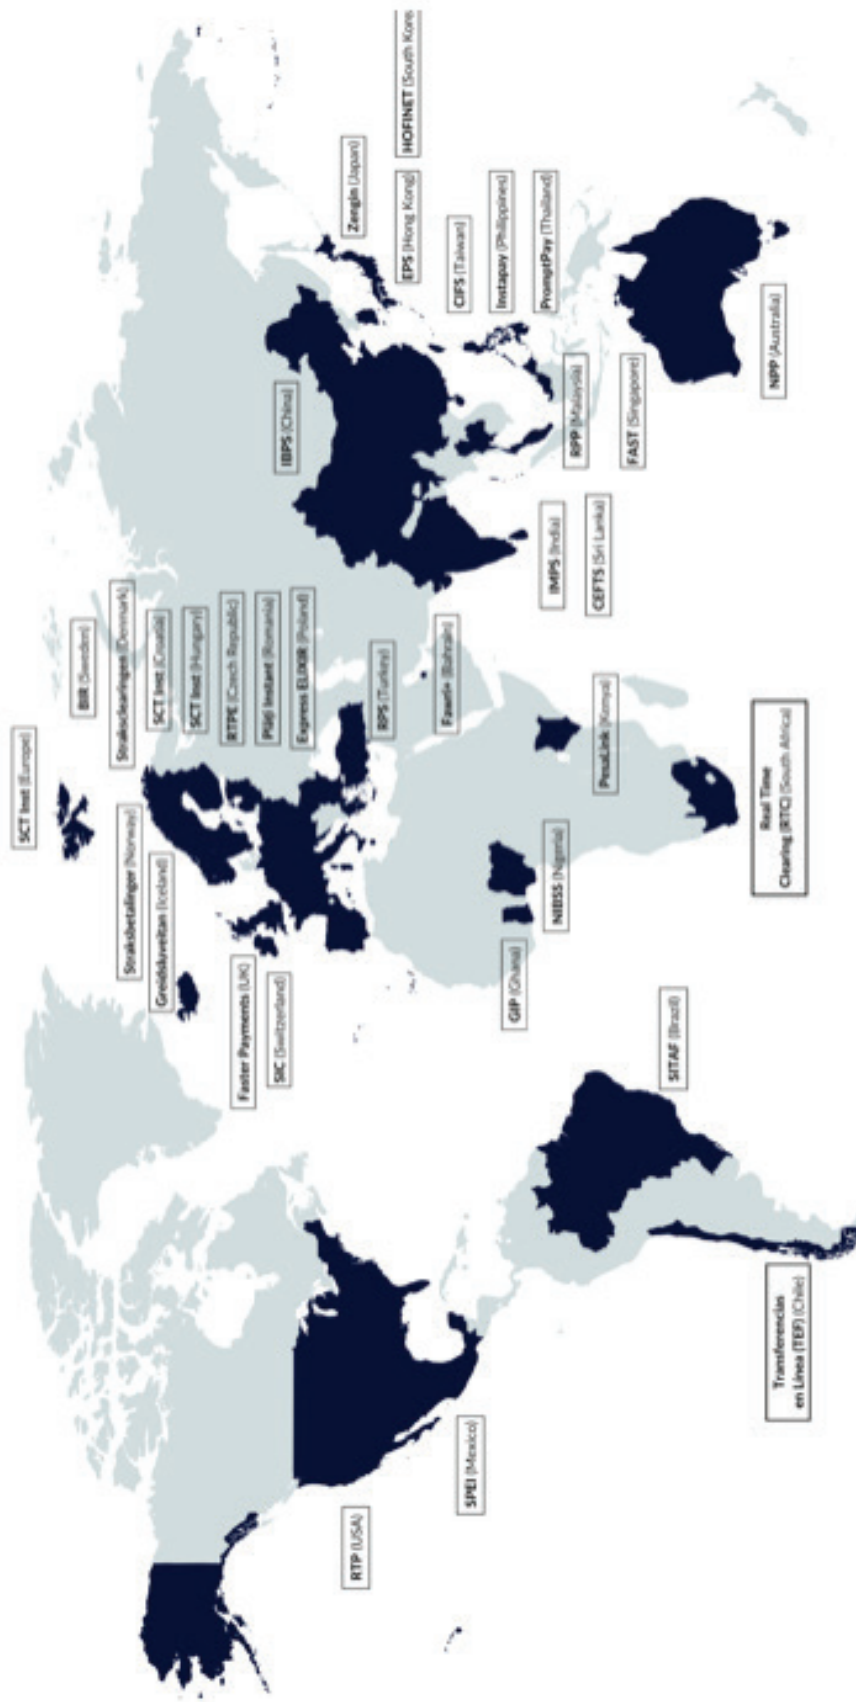 SCT Inst (Europe)
BIR (Sweden)
Straksclearingen (Denmark)
SCT Inst (Croatia)
SCT Inst (Hungary)
RTPE (Czech Republic)
Plăți Instant (Romania)
Express ELIXIR (Poland)
RPS (Turkey)
Fawri+ (Bahrain)
Straksbetalinger (Norway)
Greidsluveitan (Iceland)
Faster Payments (UK)
SIC (Switzerland)
IBPS (China)
Zengin (Japan)
EPS (Hong Kong)
HOFINET (South Kore
CIFS (Taiwan)
Instapay (Philippines)
PromptPay (Thailand)
RPP (Malaysia)
FAST (Singapore)
IMPS (India)
CEFTS (Sri Lanka)
NPP (Australia)
PesaLink (Kenya)
NIBSS (Nigeria)
GIP (Ghana)
Real Time
Clearing (RTC) (South Africa)
RTP (USA)
SPEI (Mexico)
SITAF (Brazil)
Transferencias
en Línea (TEF) (Chile)